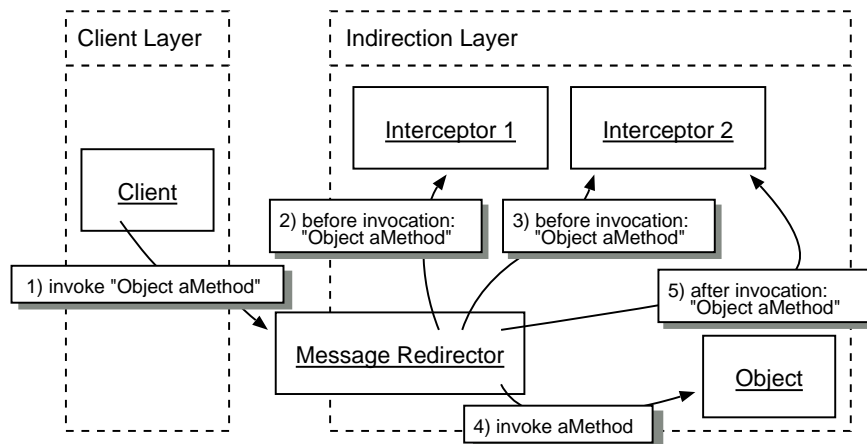 Client Layer
Indirection Layer
Interceptor 1
Interceptor 2
Client
2) before invocation:
"Object aMethod"
3) before invocation:
"Object aMethod"
1) invoke "Object aMethod"
5) after invocation:
"Object aMethod"
Message Redirector
Object
4) invoke aMethod